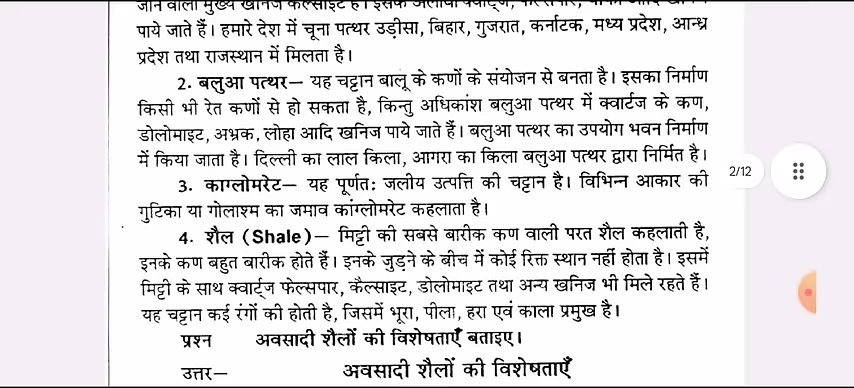 पाये जाते हैं। हमारे देश में चूना पत्थर उड़ीसा, बिहार, गुजरात, कर्नाटक, मध्य प्रदेश, आन्ध्र
प्रदेश तथा राजस्थान में मिलता है।
2. बलुआ पत्थर— यह चट्टान बालू के कणों के संयोजन से बनता है। इसका निर्माण
किसी भी रेत कणों से हो सकता है, किन्तु अधिकांश बलुआ पत्थर में क्वार्टज के कण,
डोलोमाइट, अभ्रक, लोहा आदि खनिज पाये जाते हैं। बलुआ पत्थर का उपयोग भवन निर्माण
में किया जाता है। दिल्ली का लाल किला, आगरा का किला बलुआ पत्थर द्वारा निर्मित है।
2/12
3. काग्लोमरेट— यह पूर्णतः जलीय उत्पत्ति की चट्टान है। विभिन्न आकार की
गुटिका या गोलाश्म का जमाव कांग्लोमरेट कहलाता है।
4. शैल (Shale)— मिट्टी की सबसे बारीक कण वाली परत शैल कहलाती है,
इनके कण बहुत बारीक होते हैं। इनके जुड़ने के बीच में कोई रिक्त स्थान नहीं होता है। इसमें
मिट्टी के साथ क्वार्ट्ज फेल्सपार, कैल्साइट, डोलोमाइट तथा अन्य खनिज भी मिले रहते हैं।
यह चट्टान कई रंगों की होती है, जिसमें भूरा, पीला, हरा एवं काला प्रमुख है।
प्रश्न अवसादी शैलों की विशेषताएँ बताइए।
उत्तर— अवसादी शैलों की विशेषताएँ